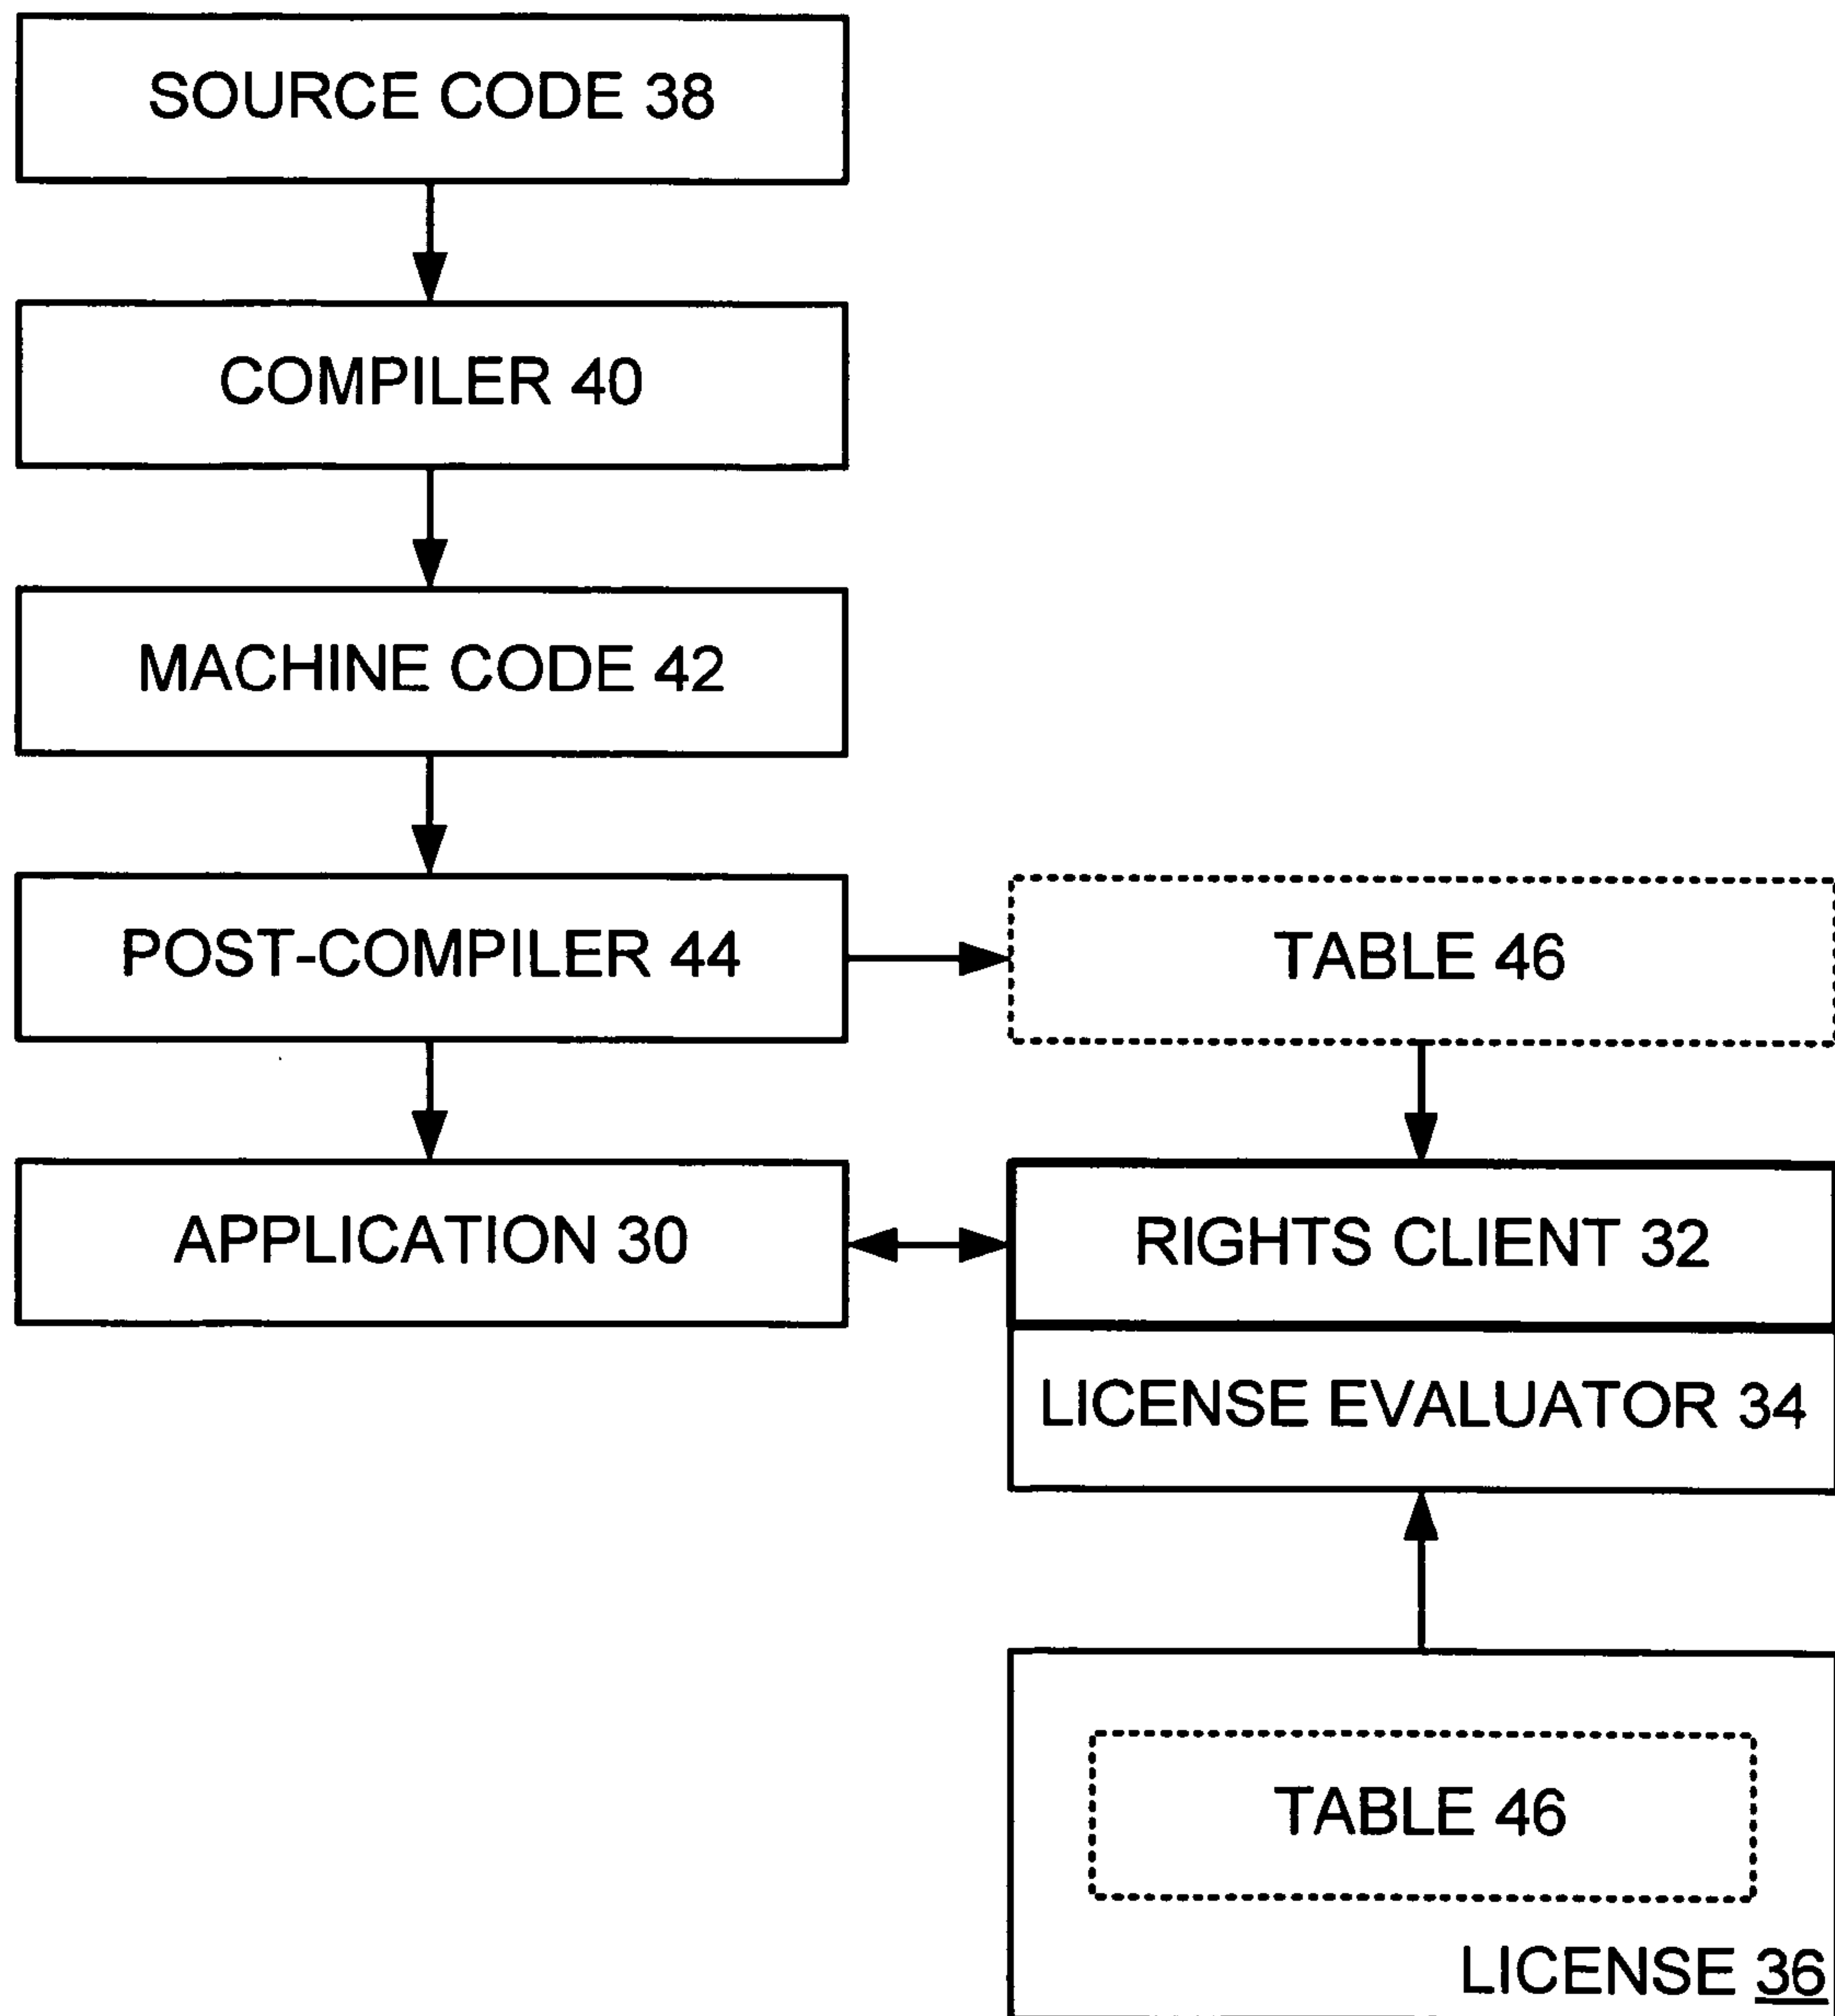 SOURCE CODE 38
COMPILER 40
MACHINE CODE 42
POST-COMPILER 44
TABLE 46
APPLICATION 30
RIGHTS CLIENT 32
LICENSE EVALUATOR 34
TABLE 46
LICENSE 36